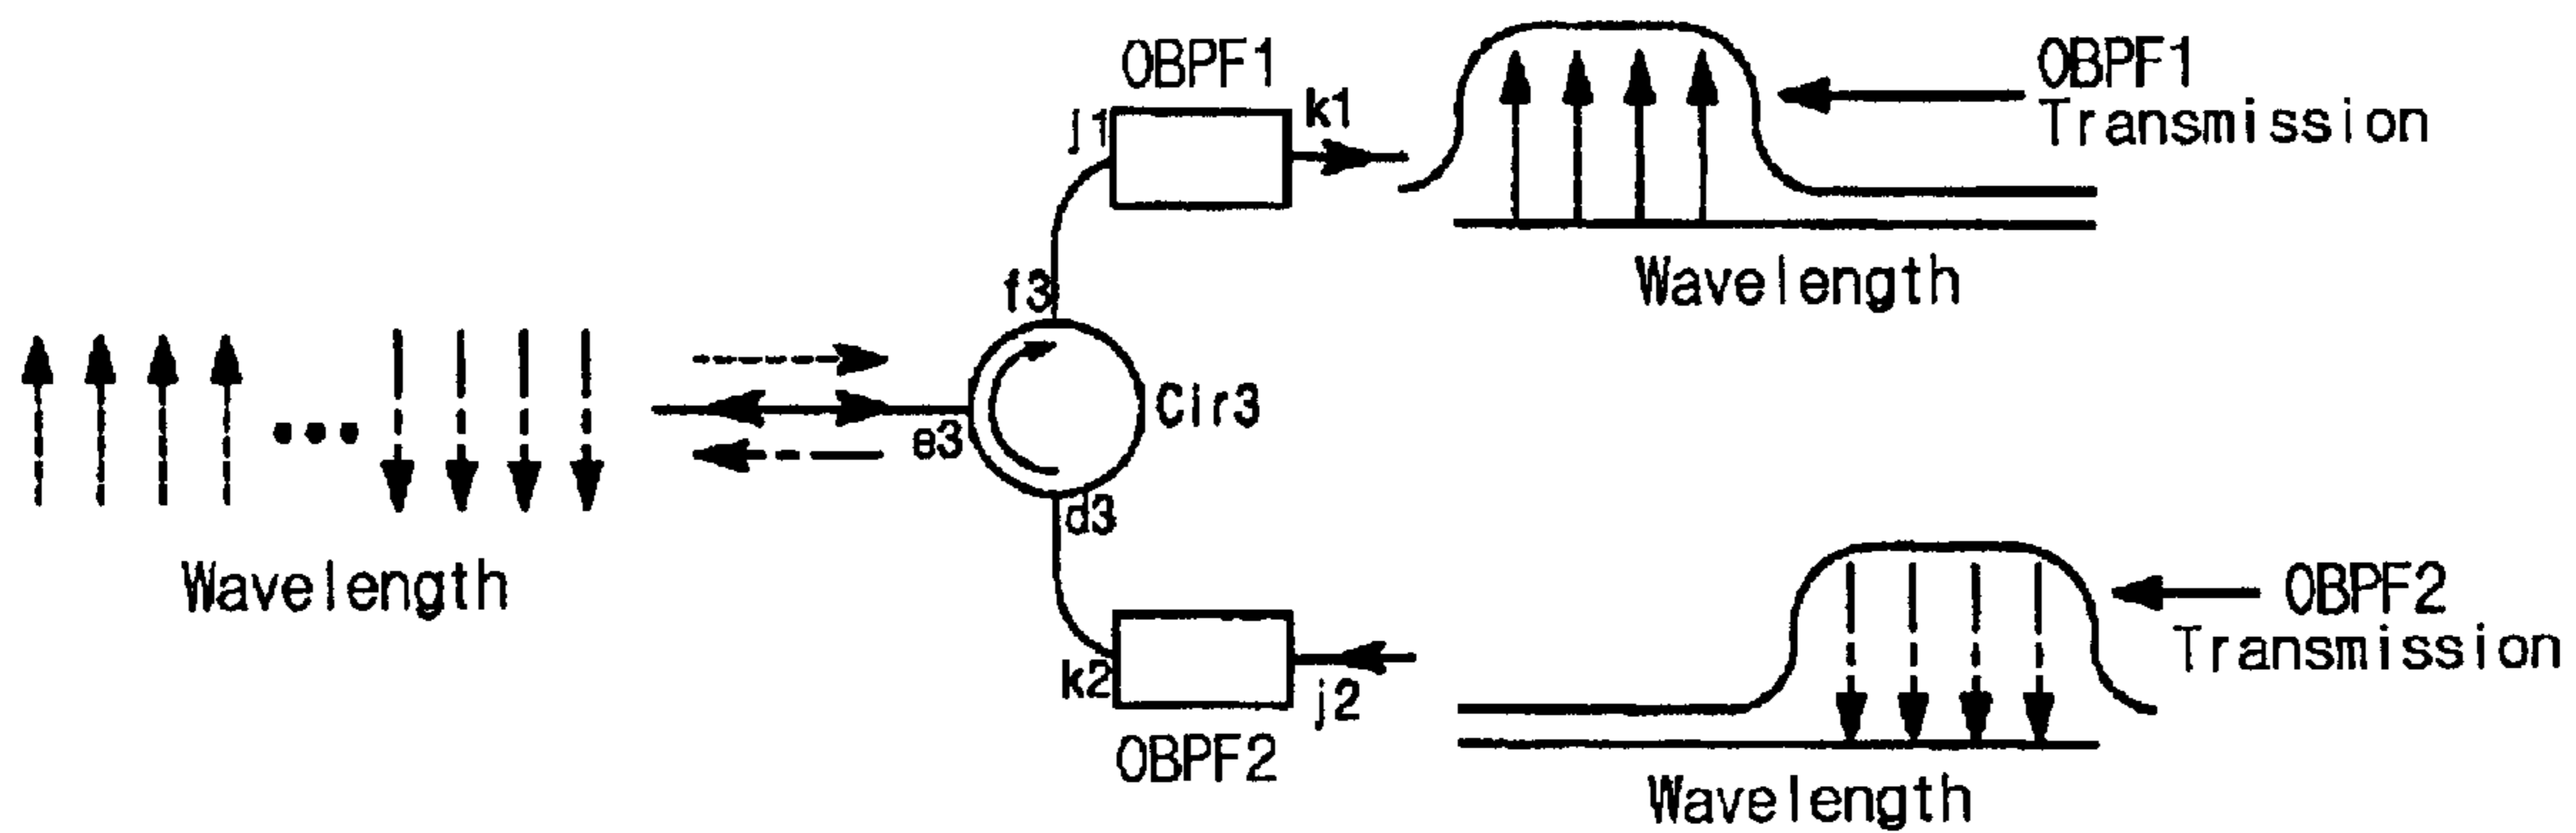 OBPF1
j1
k1
OBPF1
Transmission
Wavelength
f3
Cir3
e3
d3
Wavelength
k2
j2
OBPF2
OBPF2
Transmission
Wavelength